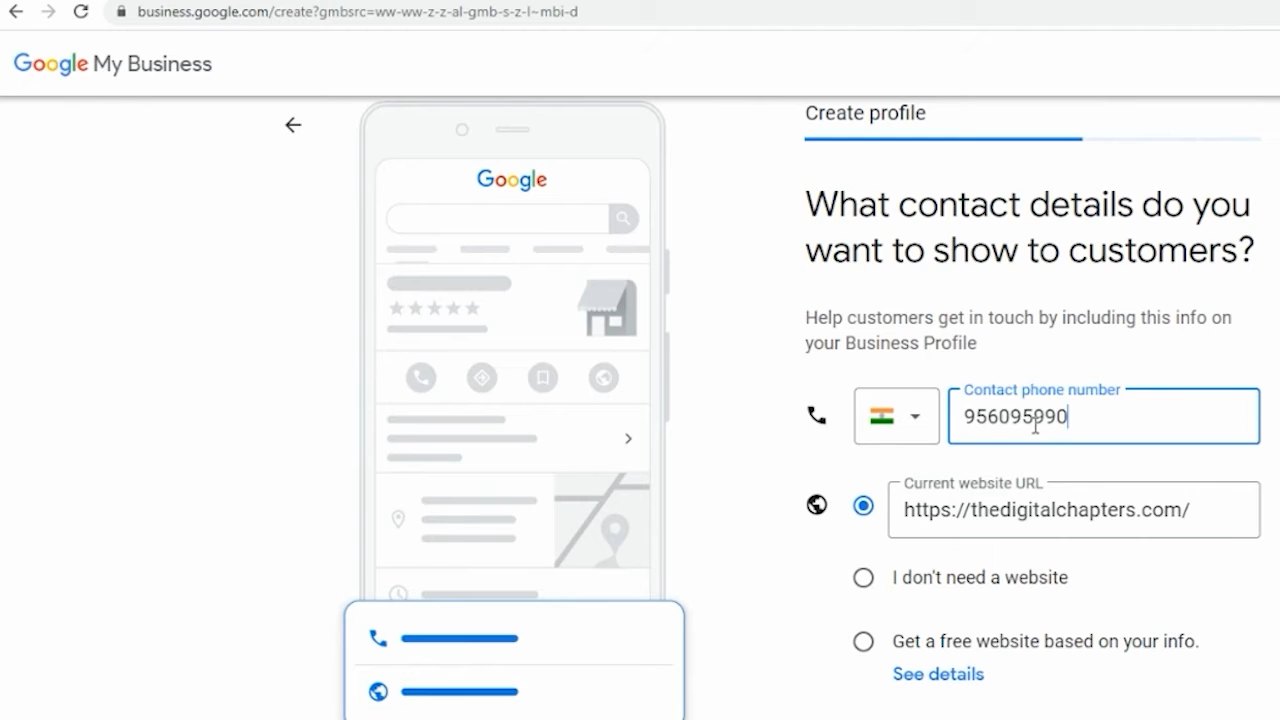 business.google.com/create?gmbsrc=ww-ww-z-z-al-gmb-s-z-l~mbi-d
Google My Business
Google
Create profile
What contact details do you
want to show to customers?
Help customers get in touch by including this info on
your Business Profile
Contact phone number
956095990
Current website URL
https://thedigitalchapters.com/
I don't need a website
Get a free website based on your info.
See details